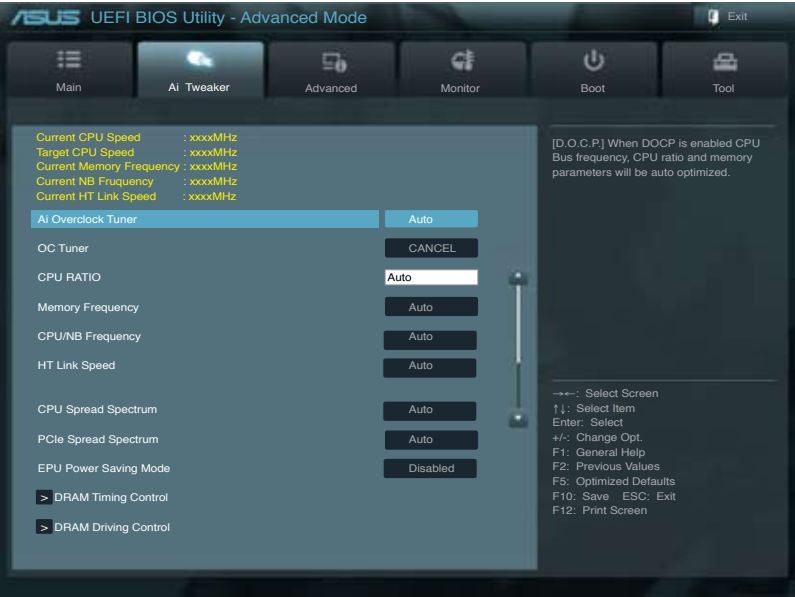 ASUS UEFI BIOS Utility - Advanced Mode
Exit
Main
Ai Tweaker
Advanced
Monitor
Boot
Tool
Current CPU Speed : xxxxMHz
Target CPU Speed : xxxxMHz
Current Memory Frequency : xxxxMHz
Current NB Fruquency : xxxxMHz
Current HT Link Speed : xxxxMHz
Ai Overclock Tuner Auto
OC Tuner CANCEL
CPU RATIO Auto
Memory Frequency Auto
CPU/NB Frequency Auto
HT Link Speed Auto
CPU Spread Spectrum Auto
PCIe Spread Spectrum Auto
EPU Power Saving Mode Disabled
> DRAM Timing Control
> DRAM Driving Control
[D.O.C.P.] When DOCP is enabled CPU
Bus frequency, CPU ratio and memory
parameters will be auto optimized.
→←: Select Screen
↑↓: Select Item
Enter: Select
+/-: Change Opt.
F1: General Help
F2: Previous Values
F5: Optimized Defaults
F10: Save ESC: Exit
F12: Print Screen